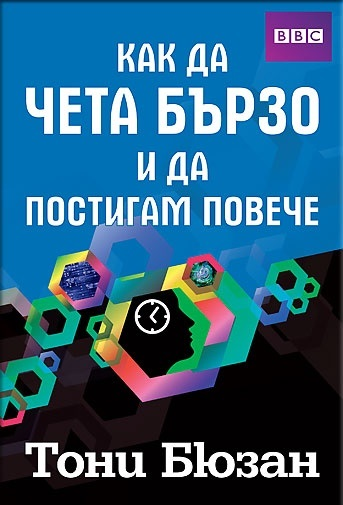 BBC
КАК ДА
ЧЕТА БЪРЗО
И ДА
ПОСТИГАМ ПОВЕЧЕ
Тони Бюзан